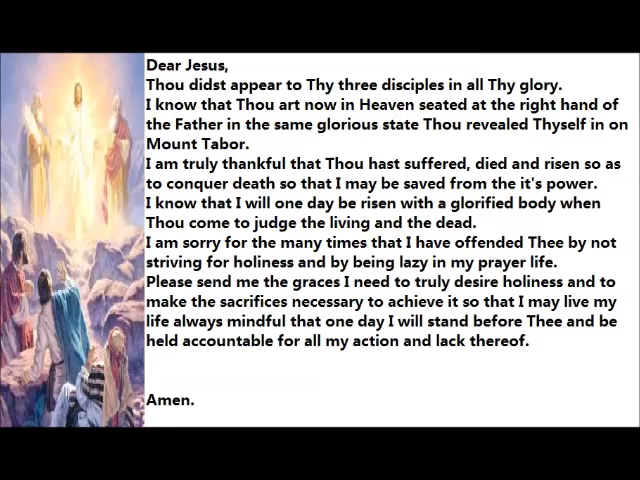 Dear Jesus,
Thou didst appear to Thy three disciples in all Thy glory.
I know that Thou art now in Heaven seated at the right hand of
the Father in the same glorious state Thou revealed Thyself in on
Mount Tabor.
I am truly thankful that Thou hast suffered, died and risen so as
to conquer death so that I may be saved from the it's power.
I know that I will one day be risen with a glorified body when
Thou come to judge the living and the dead.
I am sorry for the many times that I have offended Thee by not
striving for holiness and by being lazy in my prayer life.
Please send me the graces I need to truly desire holiness and to
make the sacrifices necessary to achieve it so that I may live my
life always mindful that one day I will stand before Thee and be
held accountable for all my action and lack thereof.
Amen.